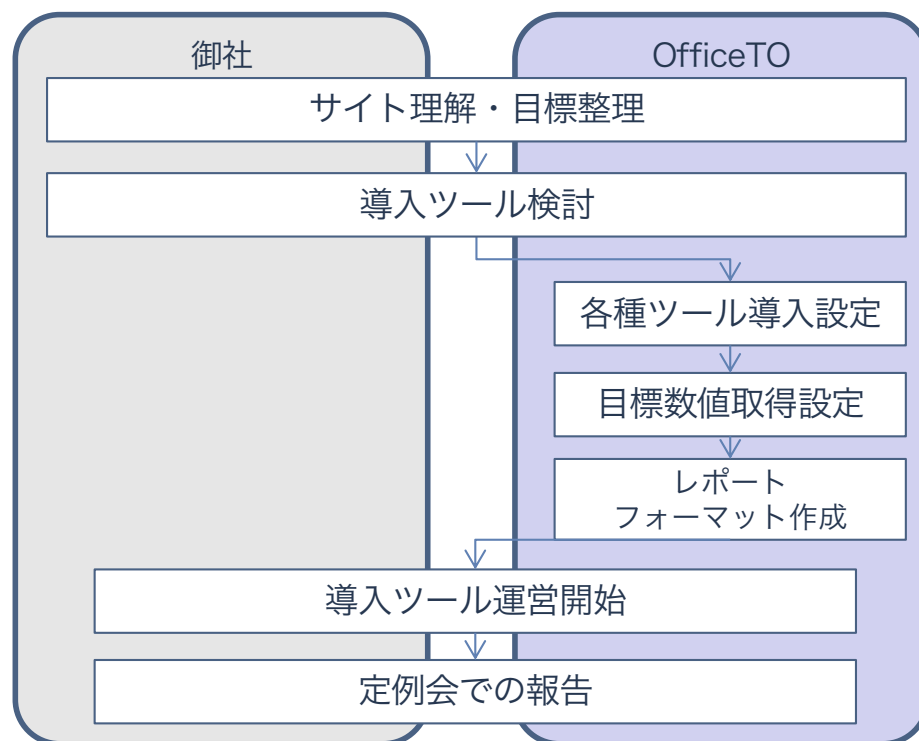 御社
OfficeTO
サイト理解・目標整理
導入ツール検討
各種ツール導入設定
目標数値取得設定
レポート
フォーマット作成
導入ツール運営開始
定例会での報告